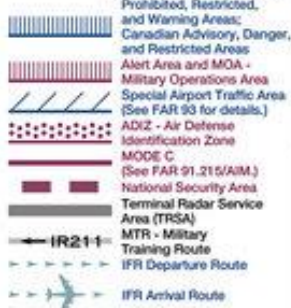 Prohibited, Restricted,
and Warning Areas;
Canadian Advisory, Danger,
and Restricted Areas
Alert Area and MOA -
Military Operations Area
Special Airport Traffic Area
(See FAR 93 for details.)
ADIZ - Air Defense
Identification Zone
MODE C
(See FAR 91.215/AIM.)
National Security Area
Terminal Radar Service
Area (TRSA)
IR211
MTR - Military
Training Route
IFR Departure Route
IFR Arrival Route